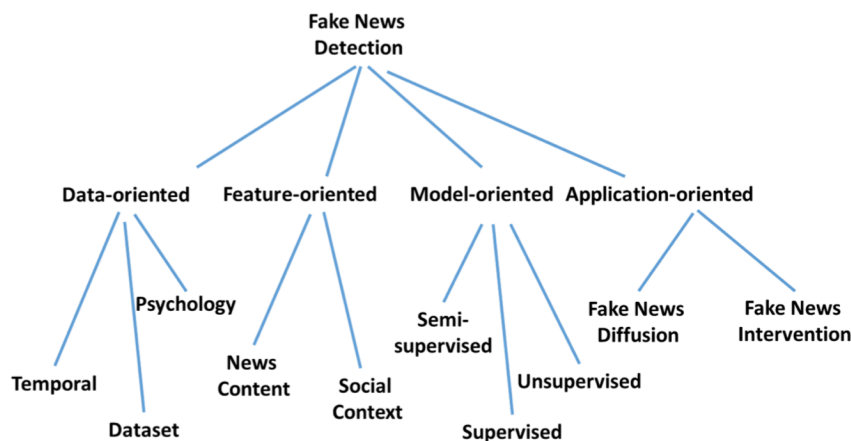 Fake News
Detection
Data-oriented
Feature-oriented
Model-oriented
Application-oriented
Psychology
Temporal
Dataset
News
Content
Social
Context
Semi-
supervised
Supervised
Unsupervised
Fake News
Diffusion
Fake News
Intervention